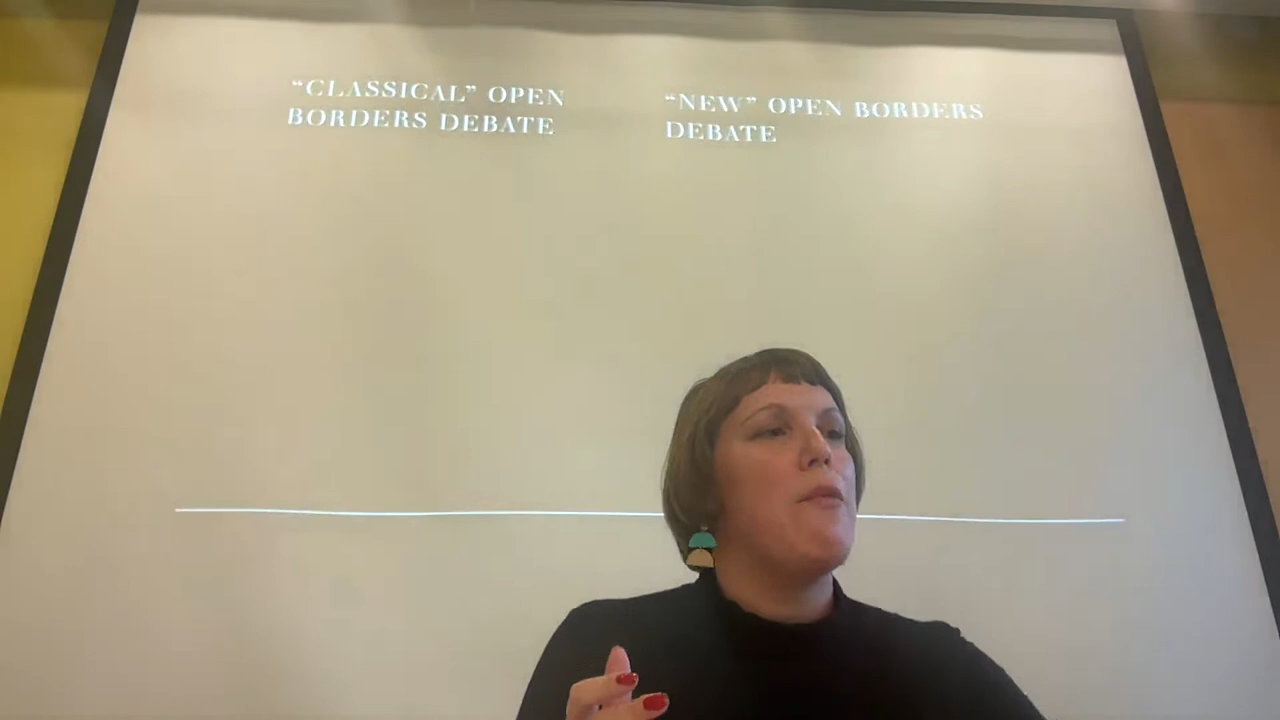 “CLASSICAL” OPEN
BORDERS DEBATE
“NEW” OPEN BORDERS
DEBATE